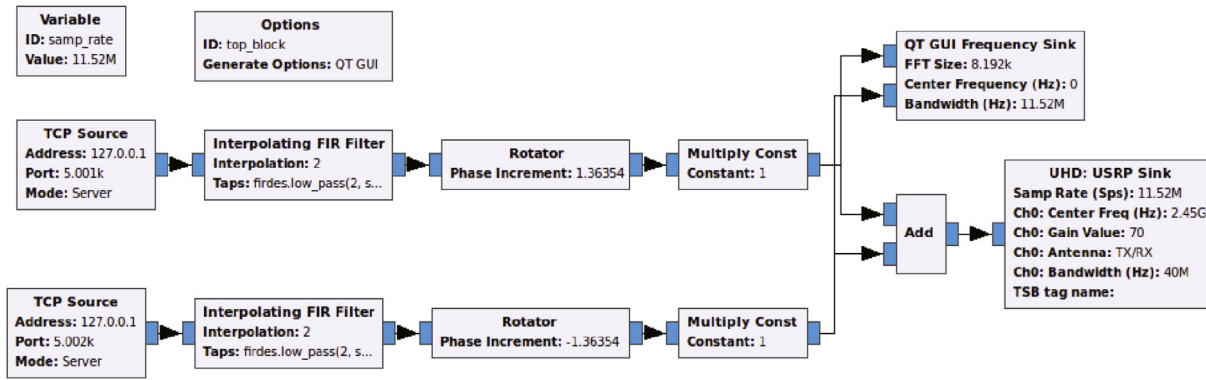 Variable
ID: samp_rate
Value: 11.52M
Options
ID: top_block
Generate Options: QT GUI
QT GUI Frequency Sink
FFT Size: 8.192k
Center Frequency (Hz): 0
Bandwidth (Hz): 11.52M
TCP Source
Address: 127.0.0.1
Port: 5.001k
Mode: Server
Interpolating FIR Filter
Interpolation: 2
Taps: firdes.low_pass(2, s...
Rotator
Phase Increment: 1.36354
Multiply Const
Constant: 1
Add
UHD: USRP Sink
Samp Rate (Sps): 11.52M
Ch0: Center Freq (Hz): 2.45G
Ch0: Gain Value: 70
Ch0: Antenna: TX/RX
Ch0: Bandwidth (Hz): 40M
TSB tag name:
TCP Source
Address: 127.0.0.1
Port: 5.002k
Mode: Server
Interpolating FIR Filter
Interpolation: 2
Taps: firdes.low_pass(2, s...
Rotator
Phase Increment: -1.36354
Multiply Const
Constant: 1